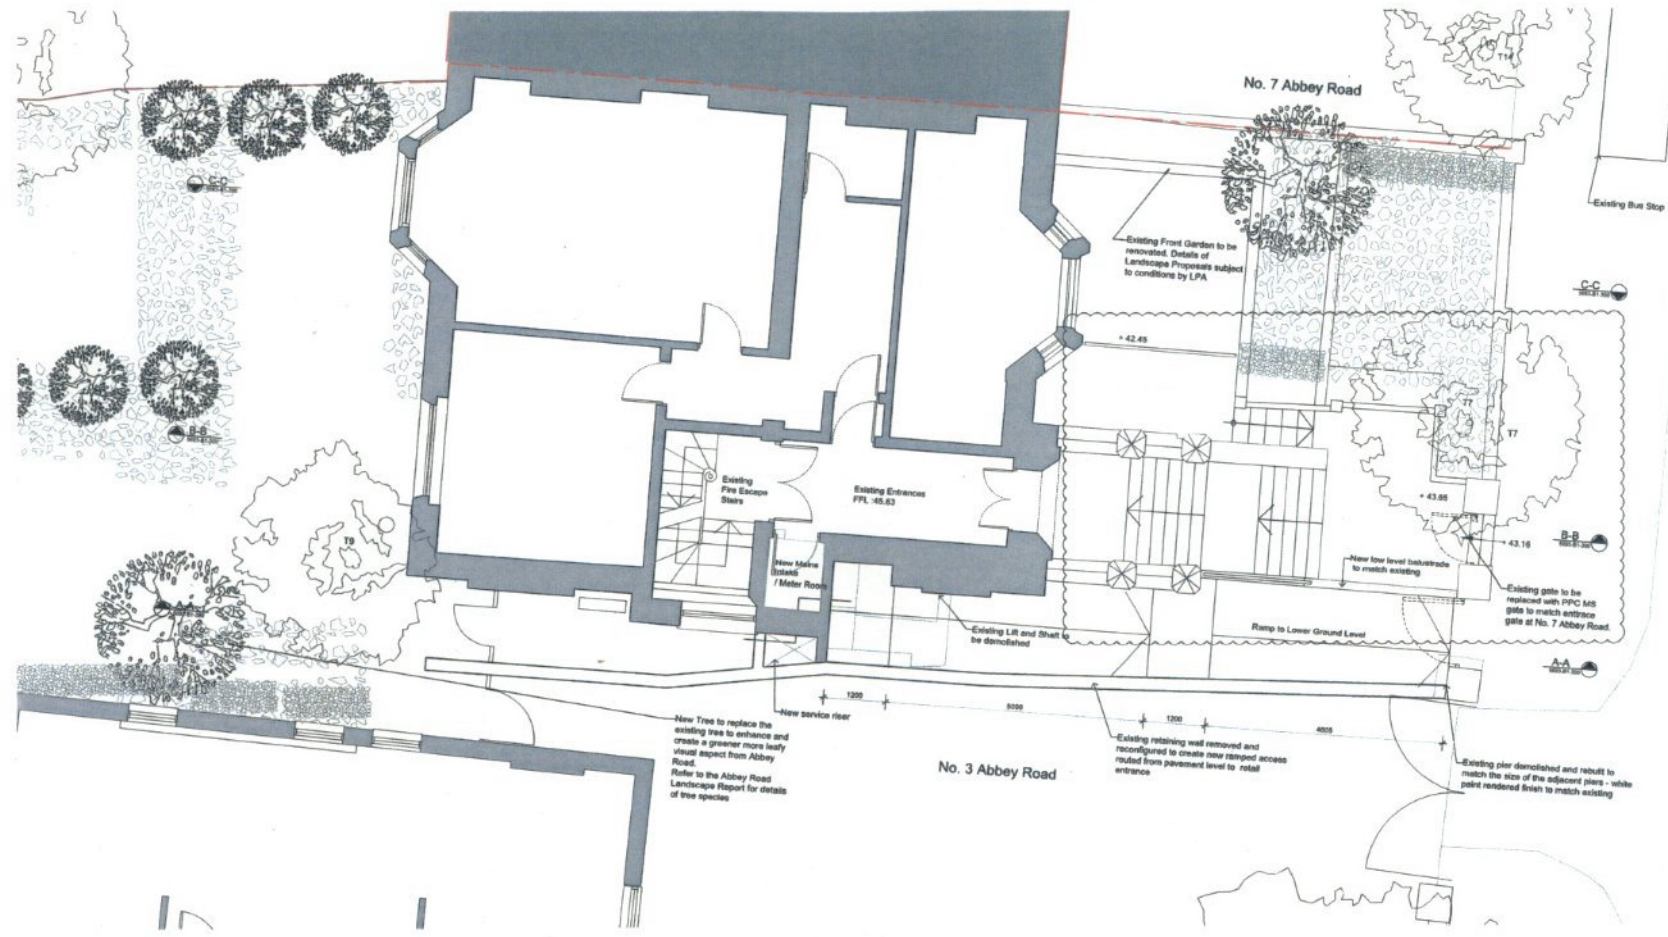 No. 7 Abbey Road
T14
Existing Bus Stop
C-C
C-C
Existing Front Garden to be
renovated. Details of
Landscape Proposals subject
to conditions by LPA
+ 42.45
B-B
T7
T7
Existing
Fire Escape
Stairs
Existing Entrances
FFL :45.63
+ 43.65
+ 43.16
B-B
T9
New Mains
Intake
/ Meter Room
New low level balustrade
to match existing
Existing gate to be
replaced with PPC MS
gate to match entrace
gate at No. 7 Abbey Road.
A-A
Existing Lift and Shaft to
be demolished
Ramp to Lower Ground Level
A-A
1200
5000
1200
4605
New service riser
New Tree to replace the
existing tree to enhance and
create a greener more leafy
visual aspect from Abbey
Road.
Refer to the Abbey Road
Landscape Report for details
of tree species
No. 3 Abbey Road
Existing retaining wall removed and
reconfigured to create new ramped access
routed from pavement level to retail
entrance
Existing pier demolished and rebuilt to
match the size of the adjacent piers - white
paint rendered finish to match existing